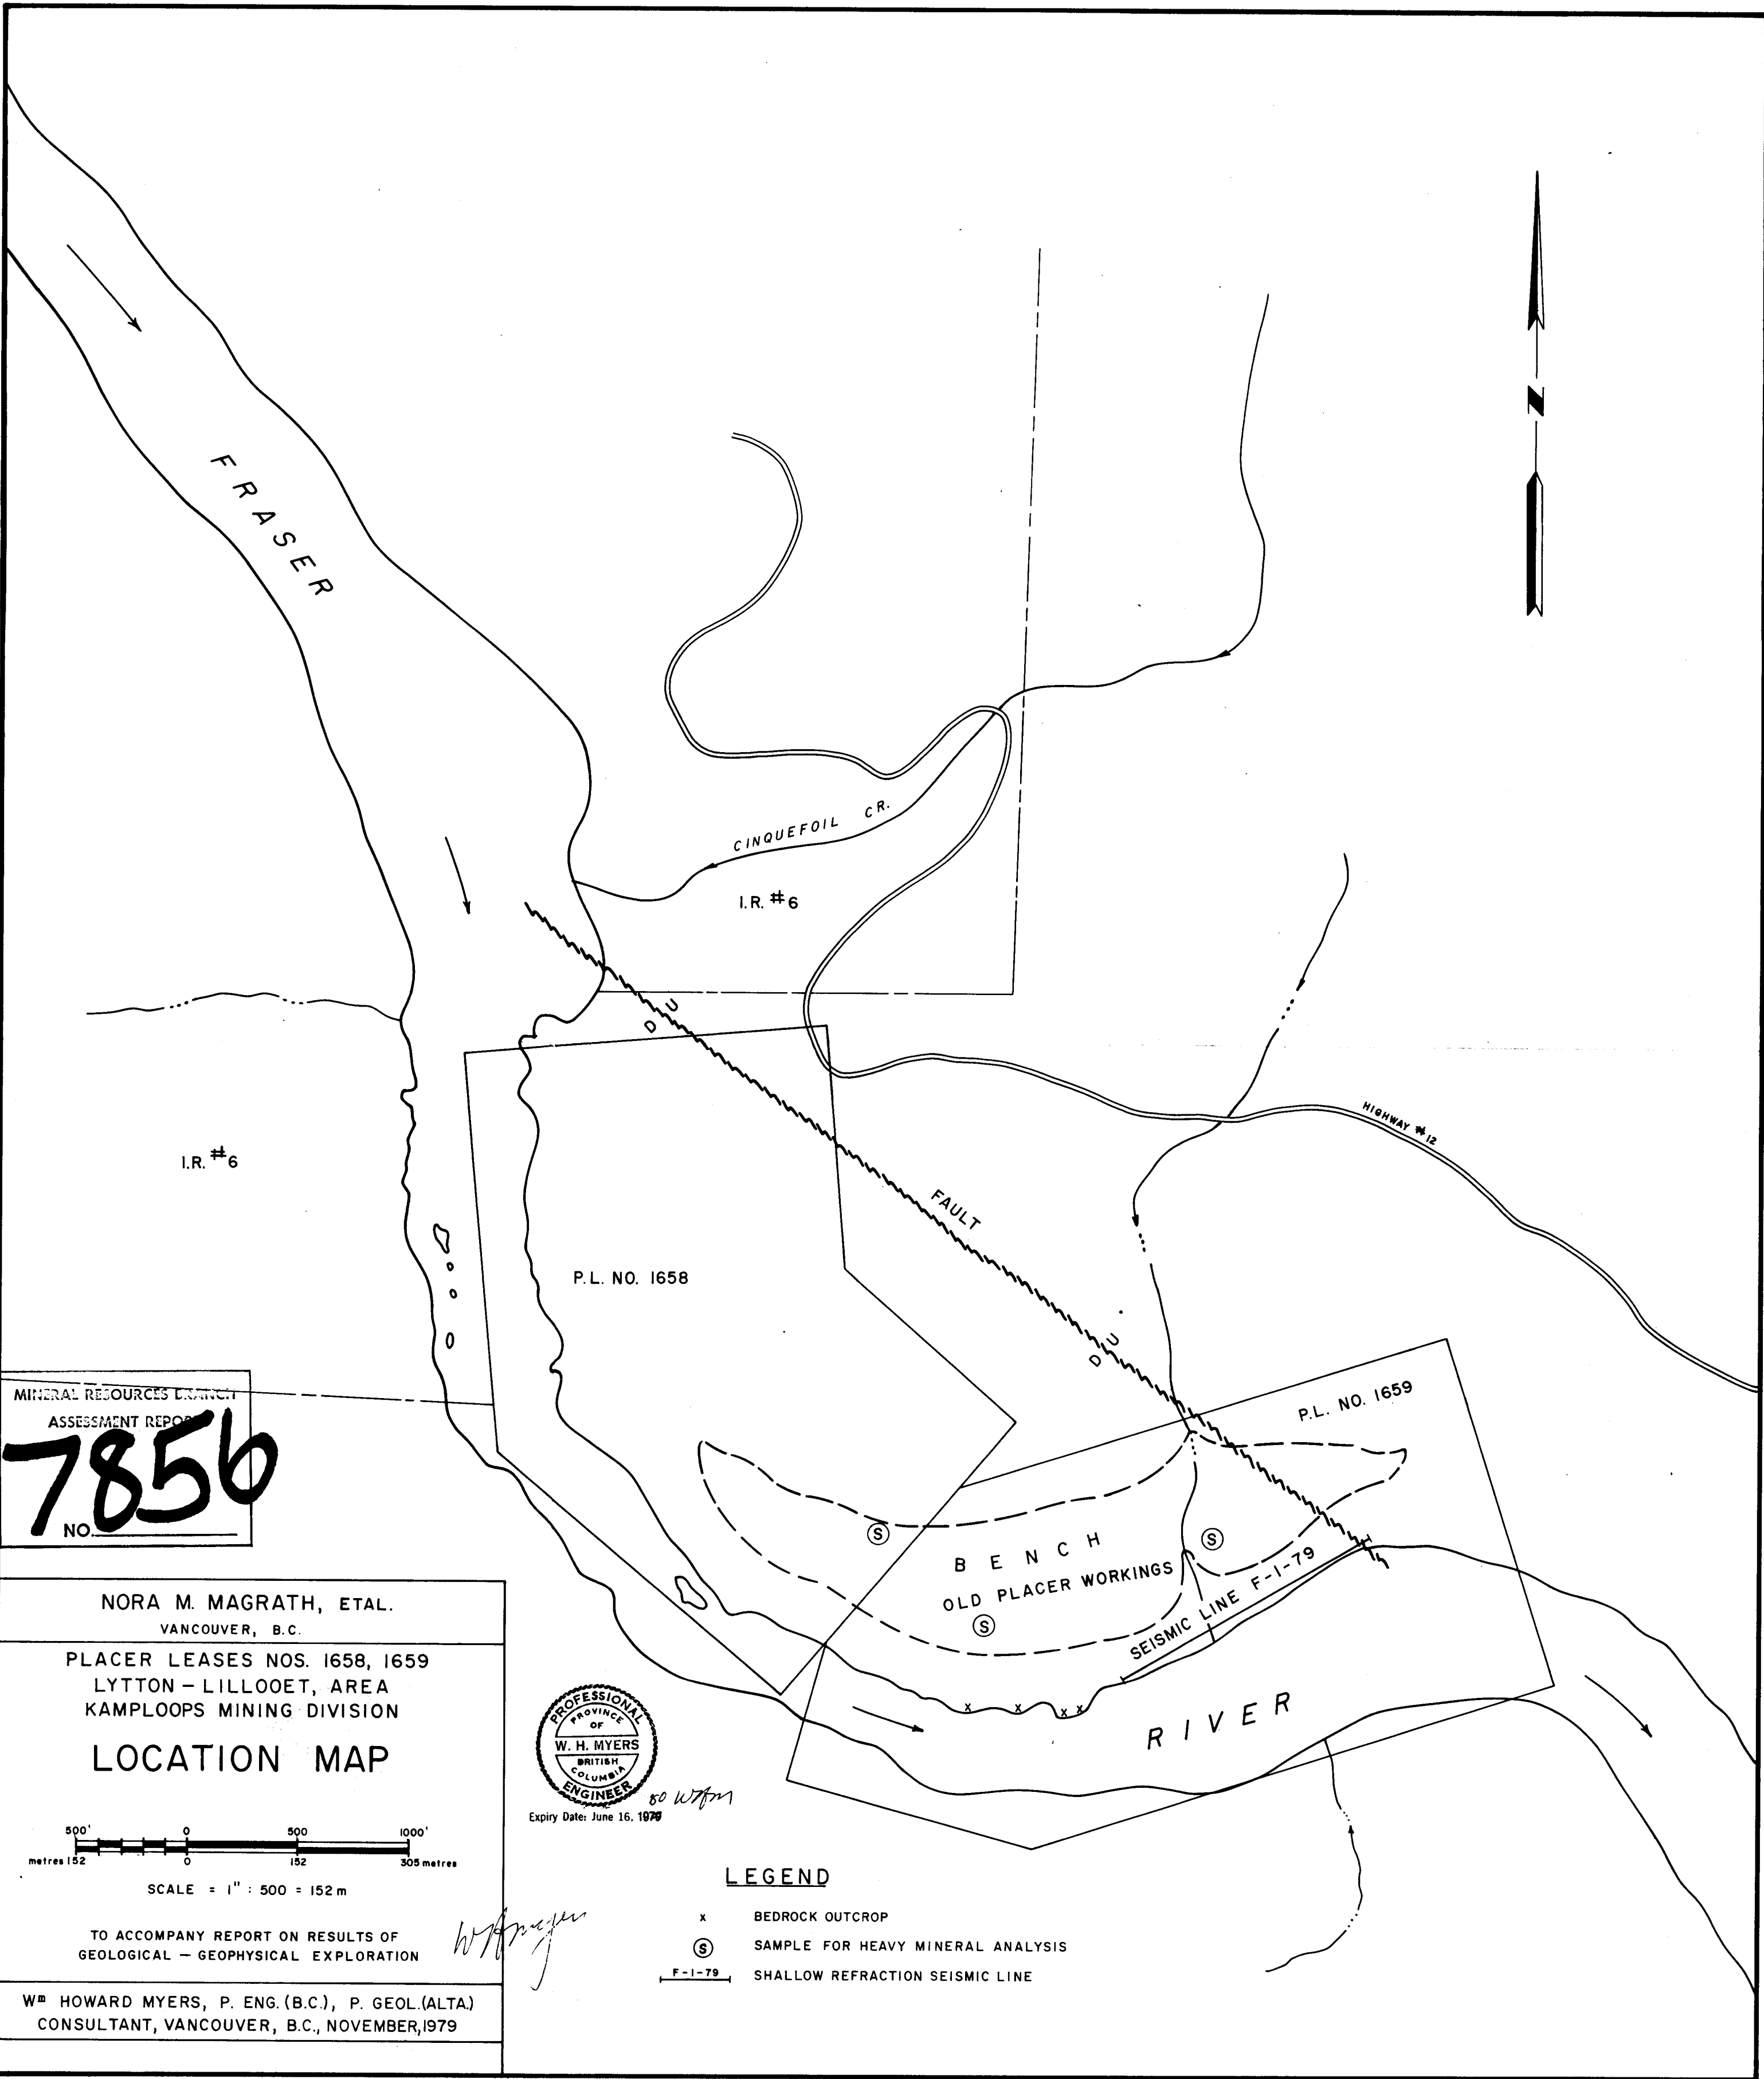 N
FRASER
CINQUEFOIL CR.
I.R. #6
U
D
HIGHWAY #12
I.R. #6
FAULT
P.L. NO. 1658
U
D
P.L. NO. 1659
MINERAL RESOURCES BRANCH
ASSESSMENT REPORT
7856
NO.
BENCH
OLD PLACER WORKINGS
S
S
S
SEISMIC LINE F-1-79
x x x x
RIVER
NORA M. MAGRATH, ETAL.
VANCOUVER, B.C.
PLACER LEASES NOS. 1658, 1659
LYTTON – LILLOOET, AREA
KAMPLOOPS MINING DIVISION
LOCATION MAP
500' 0 500 1000'
metres 152 0 152 305 metres
SCALE = 1" : 500 = 152 m
TO ACCOMPANY REPORT ON RESULTS OF
GEOLOGICAL – GEOPHYSICAL EXPLORATION
Wm HOWARD MYERS, P. ENG. (B.C.), P. GEOL. (ALTA.)
CONSULTANT, VANCOUVER, B.C., NOVEMBER, 1979
PROFESSIONAL
PROVINCE
OF
W. H. MYERS
BRITISH
COLUMBIA
ENGINEER
80 WHM
Expiry Date: June 16, 1979
WHMyers
LEGEND
x BEDROCK OUTCROP
S SAMPLE FOR HEAVY MINERAL ANALYSIS
F-1-79 SHALLOW REFRACTION SEISMIC LINE